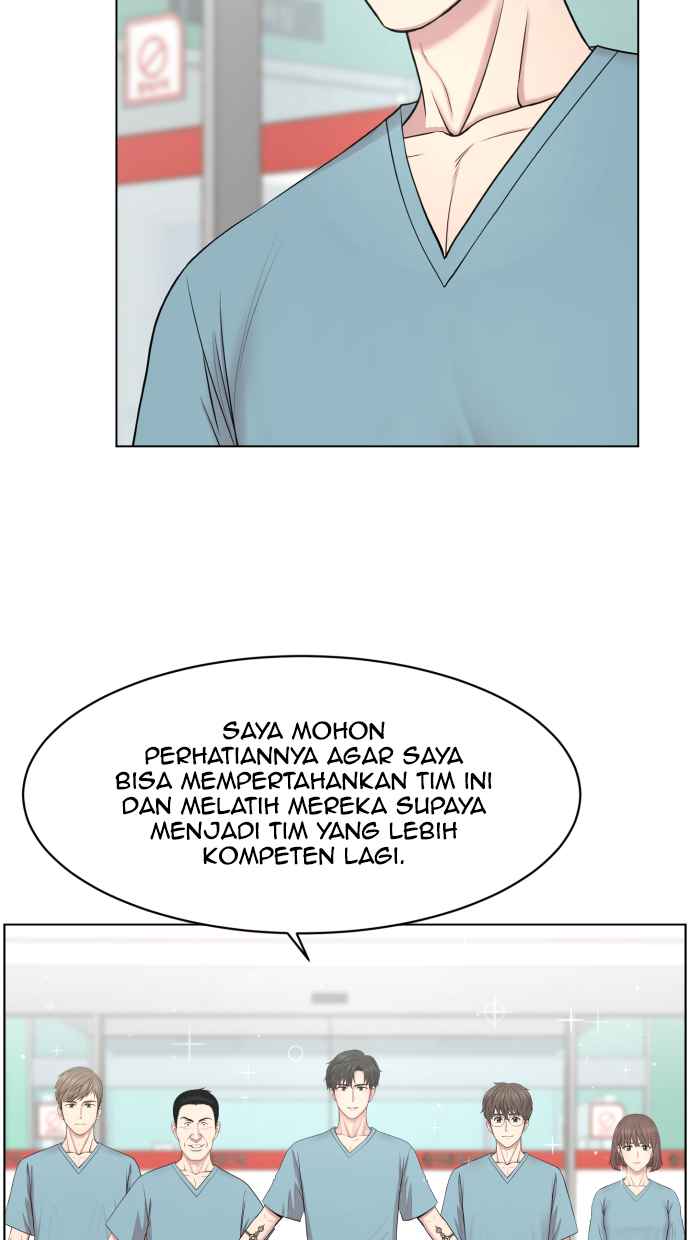 SAYA MOHON
PERHATIANNYA AGAR SAYA
BISA MEMPERTAHANKAN TIM INI
DAN MELATIH MEREKA SUPAYA
MENJADI TIM YANG LEBIH
KOMPETEN LAGI.